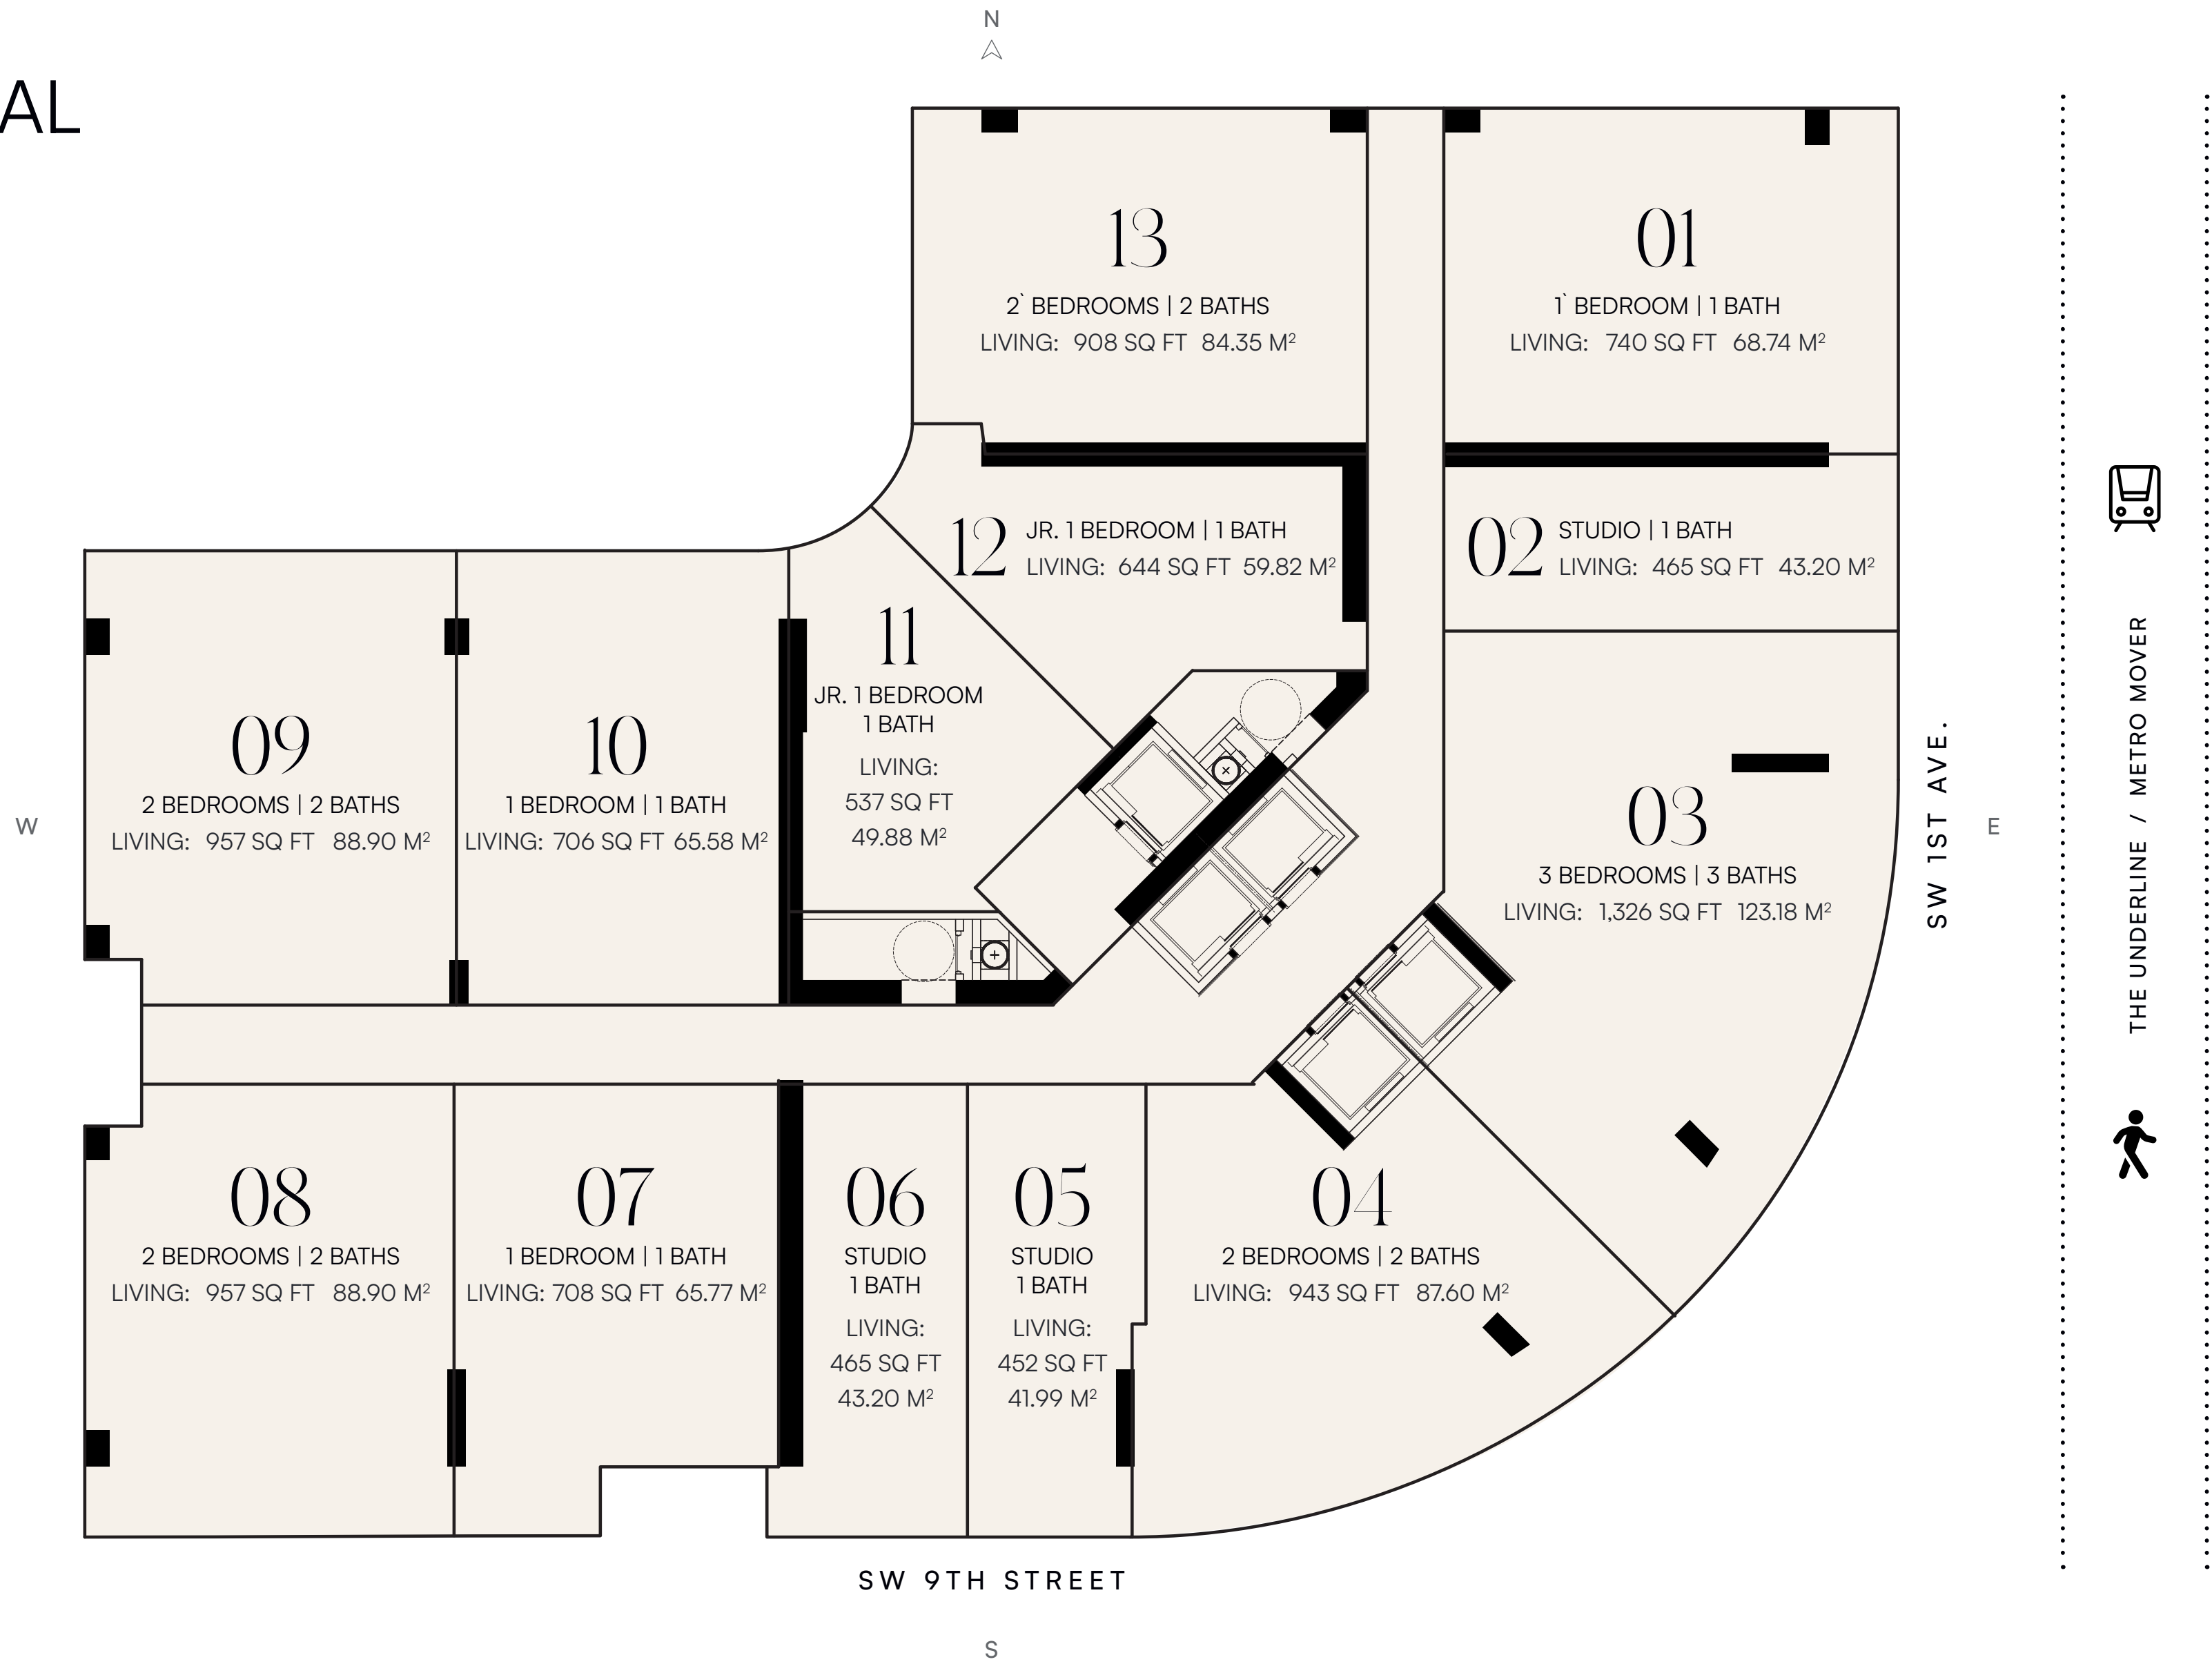 N
AL
13
2` BEDROOMS | 2 BATHS
LIVING: 908 SQ FT 84.35 M²
01
1` BEDROOM | 1 BATH
LIVING: 740 SQ FT 68.74 M²
12
JR. 1 BEDROOM | 1 BATH
LIVING: 644 SQ FT 59.82 M²
02
STUDIO | 1 BATH
LIVING: 465 SQ FT 43.20 M²
11
JR. 1 BEDROOM
1 BATH
LIVING:
537 SQ FT
49.88 M²
09
2 BEDROOMS | 2 BATHS
LIVING: 957 SQ FT 88.90 M²
10
1 BEDROOM | 1 BATH
LIVING: 706 SQ FT 65.58 M²
03
3 BEDROOMS | 3 BATHS
LIVING: 1,326 SQ FT 123.18 M²
W
E
SW 1ST AVE.
THE UNDERLINE / METRO MOVER
08
2 BEDROOMS | 2 BATHS
LIVING: 957 SQ FT 88.90 M²
07
1 BEDROOM | 1 BATH
LIVING: 708 SQ FT 65.77 M²
06
STUDIO
1 BATH
LIVING:
465 SQ FT
43.20 M²
05
STUDIO
1 BATH
LIVING:
452 SQ FT
41.99 M²
04
2 BEDROOMS | 2 BATHS
LIVING: 943 SQ FT 87.60 M²
SW 9TH STREET
S